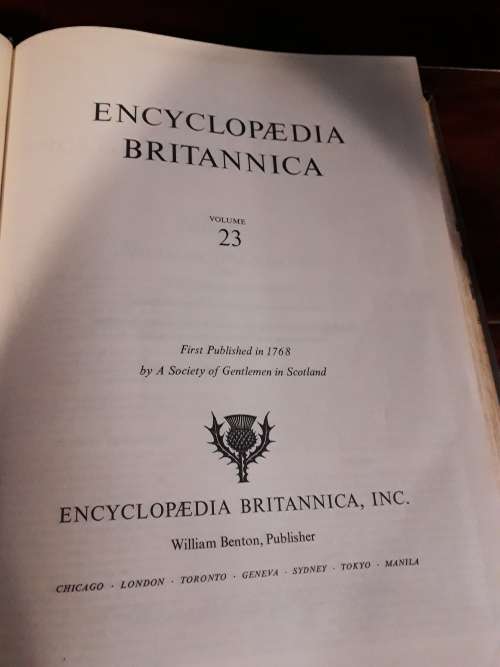 ENCYCLOPÆDIA
BRITANNICA
VOLUME
23
First Published in 1768
by A Society of Gentlemen in Scotland
ENCYCLOPÆDIA BRITANNICA, INC.
William Benton, Publisher
CHICAGO · LONDON · TORONTO · GENEVA · SYDNEY · TOKYO · MANILA